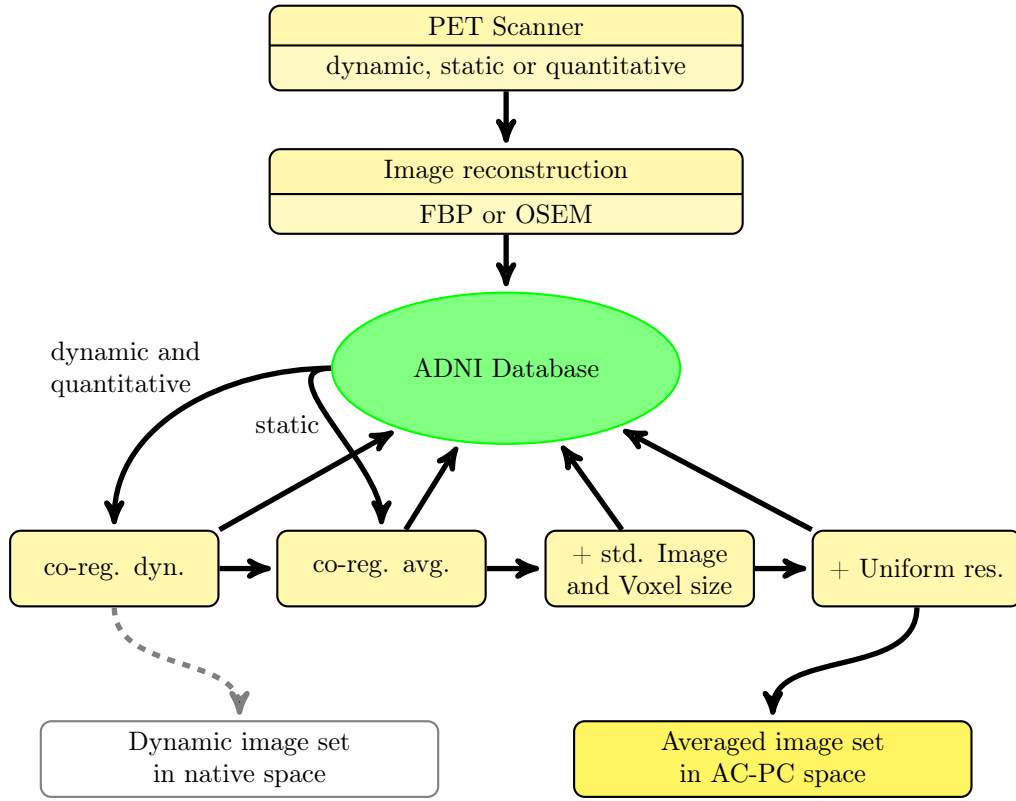 PET Scanner
dynamic, static or quantitative
Image reconstruction
FBP or OSEM
ADNI Database
dynamic and
quantitative
static
co-reg. dyn.
co-reg. avg.
+ std. Image
and Voxel size
+ Uniform res.
Dynamic image set
in native space
Averaged image set
in AC-PC space